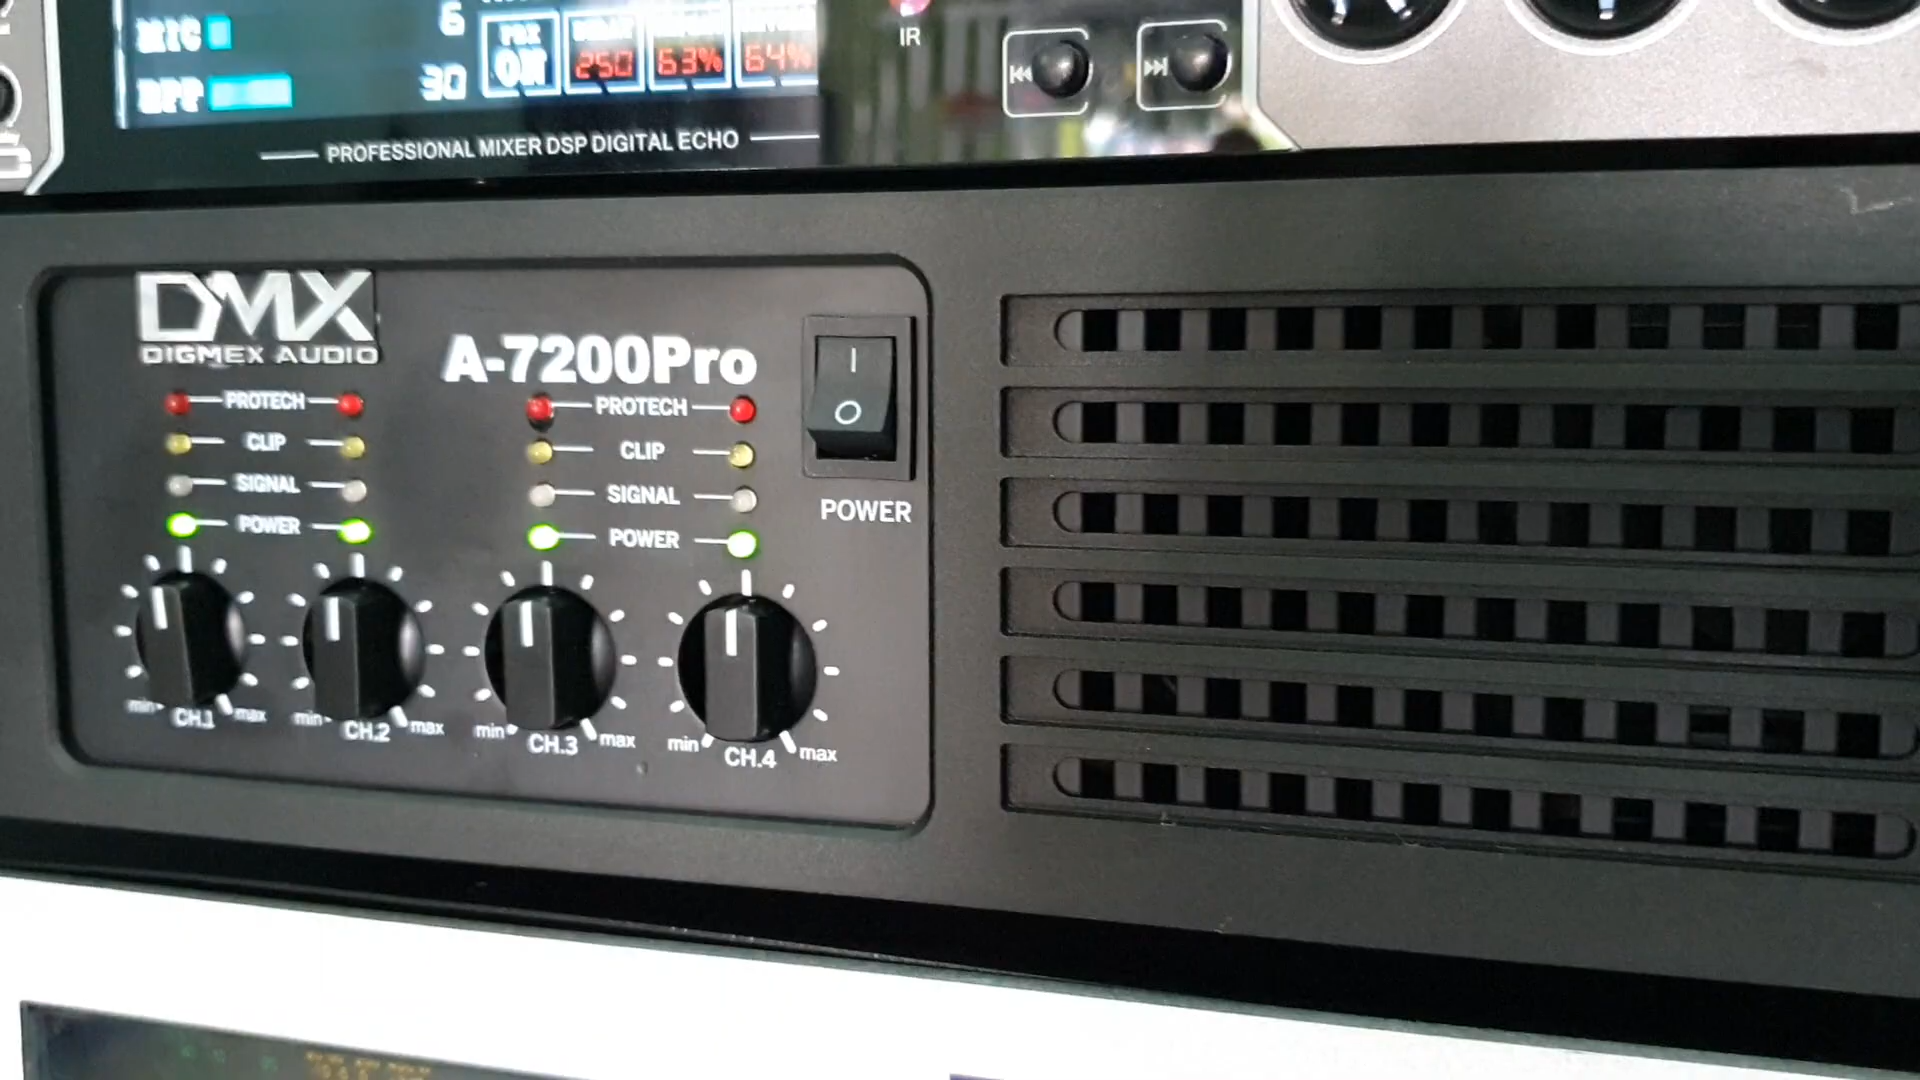 MIC 6
30
ON 250 63% 64%
IR
PROFESSIONAL MIXER DSP DIGITAL ECHO
DMX
DIGMEX AUDIO
A-7200Pro
PROTECH
PROTECH
CLIP
CLIP
SIGNAL
SIGNAL
POWER
POWER
I
O
POWER
min CH.1 max
min CH.2 max
min CH.3 max
min CH.4 max